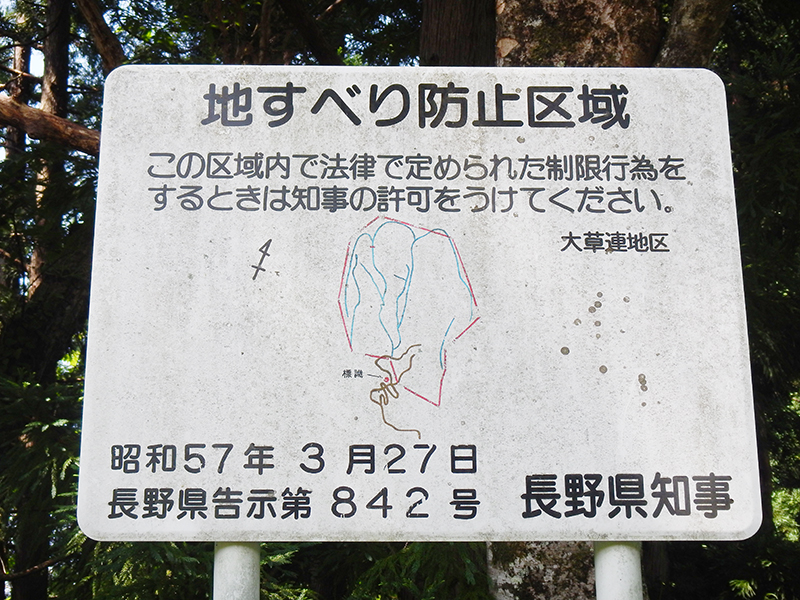 地すべり防止区域
この区域内で法律で定められた制限行為を
するときは知事の許可をうけてください。
大草連地区
標識
昭和57年 3月27日
長野県告示第 842 号
長野県知事